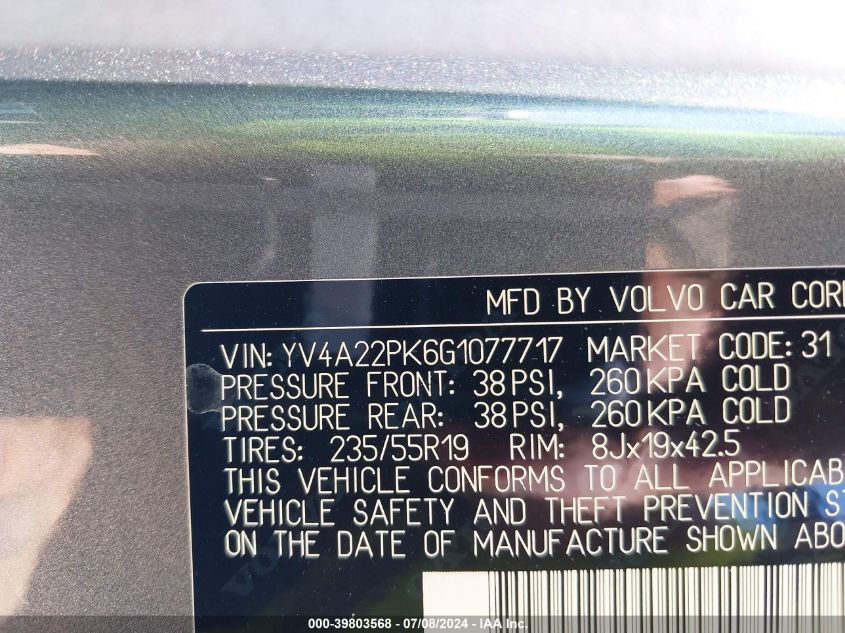 MFD BY VOLVO CAR COR
VIN: YV4A22PK6G1077717 MARKET CODE: 31
PRESSURE FRONT: 38 PSI, 260 KPA COLD
PRESSURE REAR: 38 PSI, 260 KPA COLD
TIRES: 235/55R19 RIM: 8Jx19x42.5
THIS VEHICLE CONFORMS TO ALL APPLICAB
VEHICLE SAFETY AND THEFT PREVENTION S
ON THE DATE OF MANUFACTURE SHOWN ABO
000-39803568 - 07/08/2024 - IAA Inc.